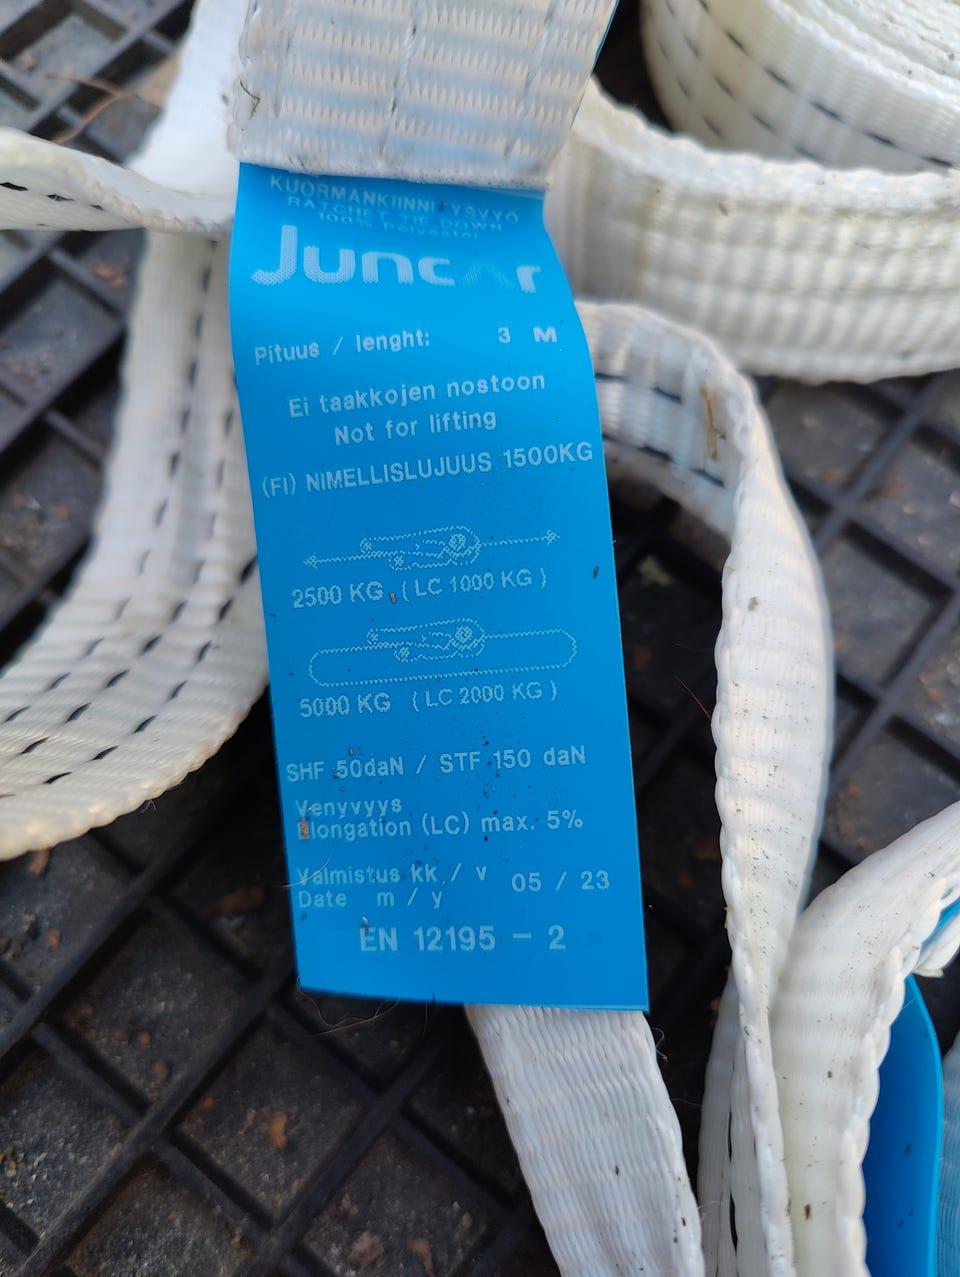 KUORMANKIINNITYSVYÖ
RATCHET TIE DOWN
100% Polyester
Juncar
Pituus / lenght: 3 M
Ei taakkojen nostoon
Not for lifting
(FI) NIMELLISLUJUUS 1500KG
2500 KG ( LC 1000 KG )
5000 KG ( LC 2000 KG )
SHF 50daN / STF 150 daN
Venyvyys
Elongation (LC) max. 5%
Valmistus kk / v 05 / 23
Date m / y
EN 12195 - 2